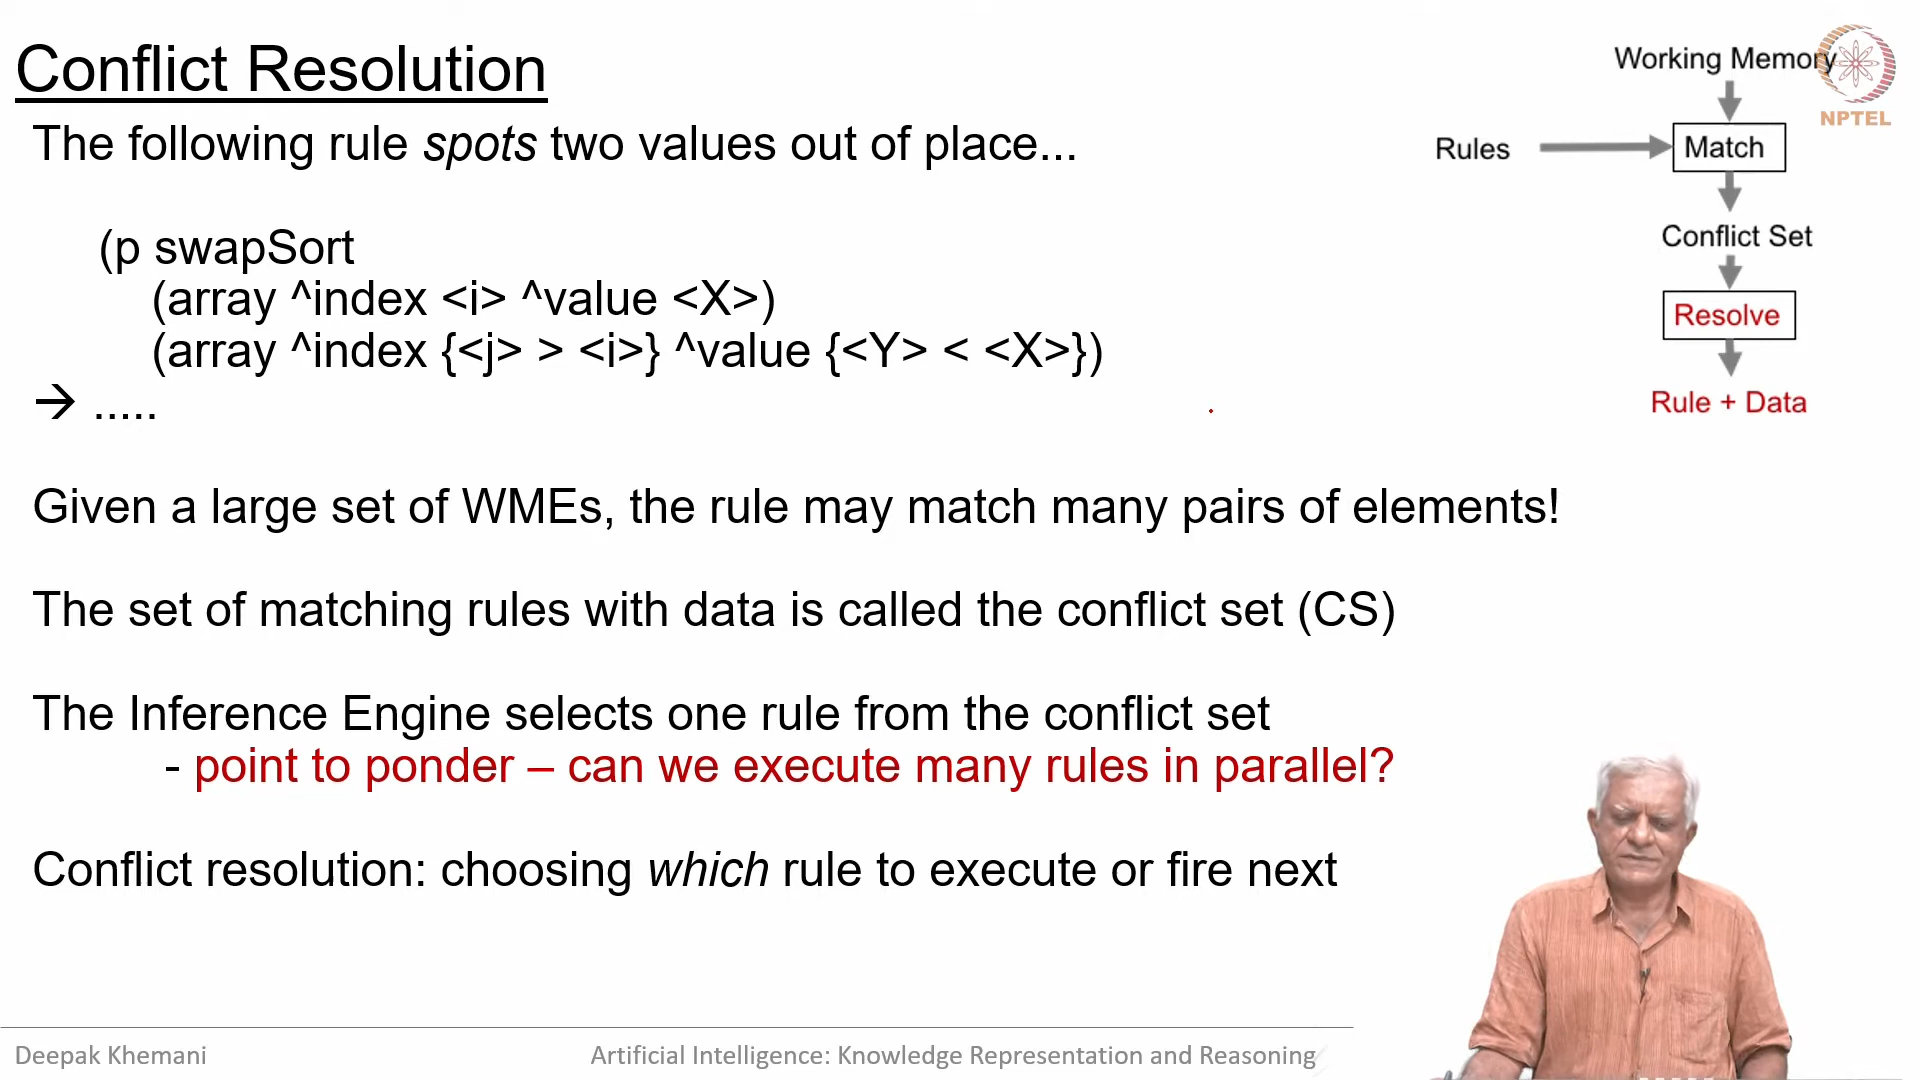 Conflict Resolution
The following rule spots two values out of place...
(p swapSort
(array ^index <i> ^value <X>)
(array ^index {<j> > <i>} ^value {<Y> < <X>})
→ .....
Given a large set of WMEs, the rule may match many pairs of elements!
The set of matching rules with data is called the conflict set (CS)
The Inference Engine selects one rule from the conflict set
- point to ponder – can we execute many rules in parallel?
Conflict resolution: choosing which rule to execute or fire next
Working Memory
NPTEL
Rules
Match
Conflict Set
Resolve
Rule + Data
Deepak Khemani
Artificial Intelligence: Knowledge Representation and Reasoning